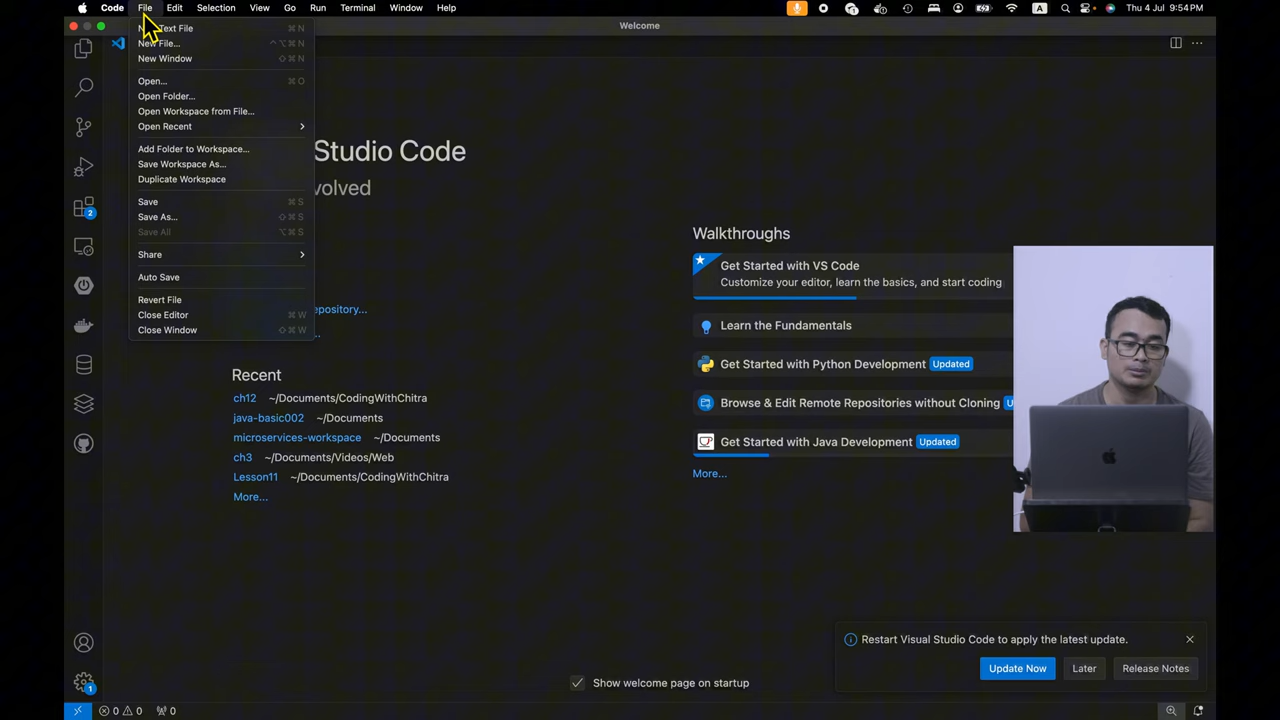 Code File Edit Selection View Go Run Terminal Window Help
A
Thu 4 Jul 9:54 PM
Welcome
Text File ⌘ N
New File... ⌃⌥⌘ N
New Window ⇧⌘ N
Open... ⌘ O
Open Folder...
Open Workspace from File...
Open Recent
Add Folder to Workspace...
Save Workspace As...
Duplicate Workspace
Save ⌘ S
Save As... ⇧⌘ S
Save All ⌥⌘ S
Share
Auto Save
Revert File
Close Editor ⌘ W
Close Window ⇧⌘ W
2
Studio Code
volved
epository...
Recent
ch12 ~/Documents/CodingWithChitra
java-basic002 ~/Documents
microservices-workspace ~/Documents
ch3 ~/Documents/Videos/Web
Lesson11 ~/Documents/CodingWithChitra
More...
Walkthroughs
Get Started with VS Code
Customize your editor, learn the basics, and start coding
Learn the Fundamentals
Get Started with Python Development Updated
Browse & Edit Remote Repositories without Cloning U
Get Started with Java Development Updated
More...
Restart Visual Studio Code to apply the latest update.
Update Now Later Release Notes
Show welcome page on startup
1
0 0 0